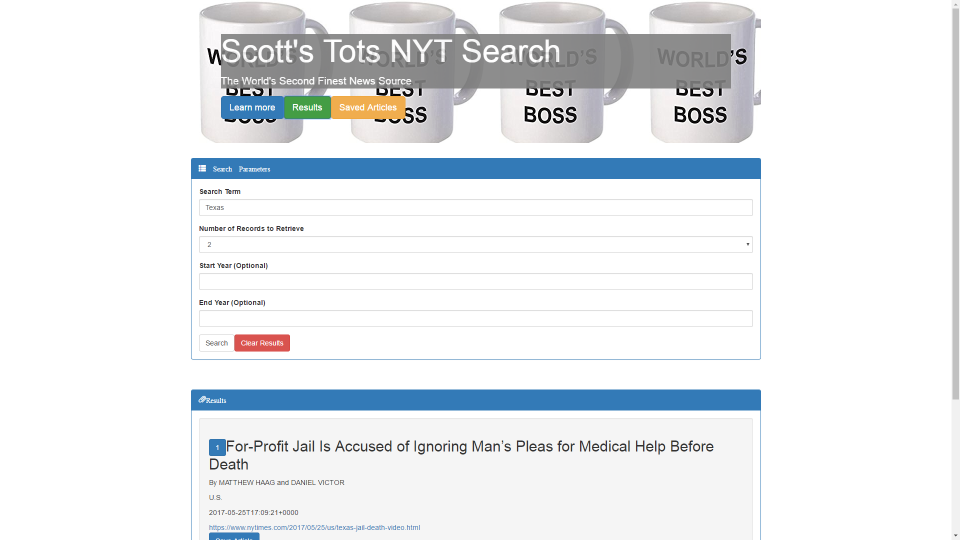 Scott's Tots NYT Search
The World's Second Finest News Source
WORLD'S WORLD'S WORLD'S WORLD'S
BEST BEST BEST BEST
BOSS BOSS BOSS BOSS
Learn more Results Saved Articles
Search Parameters
Search Term
Texas
Number of Records to Retrieve
2
Start Year (Optional)
End Year (Optional)
Search Clear Results
Results
1 For-Profit Jail Is Accused of Ignoring Man’s Pleas for Medical Help Before
Death
By MATTHEW HAAG and DANIEL VICTOR
U.S.
2017-05-25T17:09:21+0000
https://www.nytimes.com/2017/05/25/us/texas-jail-death-video.html
Save Article